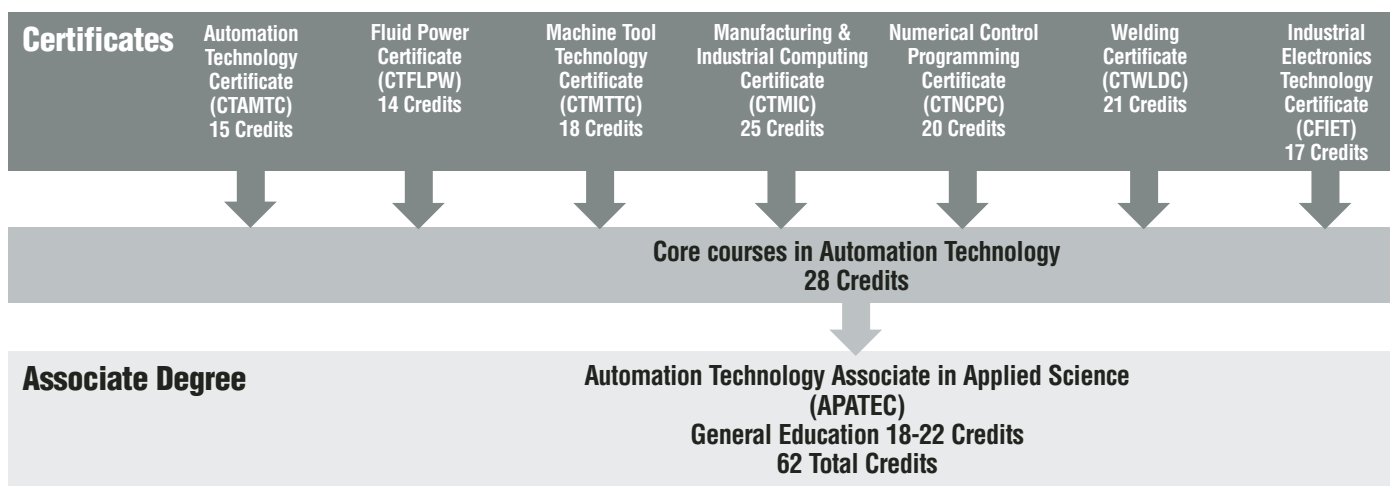 Certificates
Automation
Technology
Certificate
(CTAMTC)
15 Credits
Fluid Power
Certificate
(CTFLPW)
14 Credits
Machine Tool
Technology
Certificate
(CTMTTC)
18 Credits
Manufacturing &
Industrial Computing
Certificate
(CTMIC)
25 Credits
Numerical Control
Programming
Certificate
(CTNCPC)
20 Credits
Welding
Certificate
(CTWLDC)
21 Credits
Industrial
Electronics
Technology
Certificate
(CFIET)
17 Credits
Core courses in Automation Technology
28 Credits
Associate Degree
Automation Technology Associate in Applied Science
(APATEC)
General Education 18-22 Credits
62 Total Credits